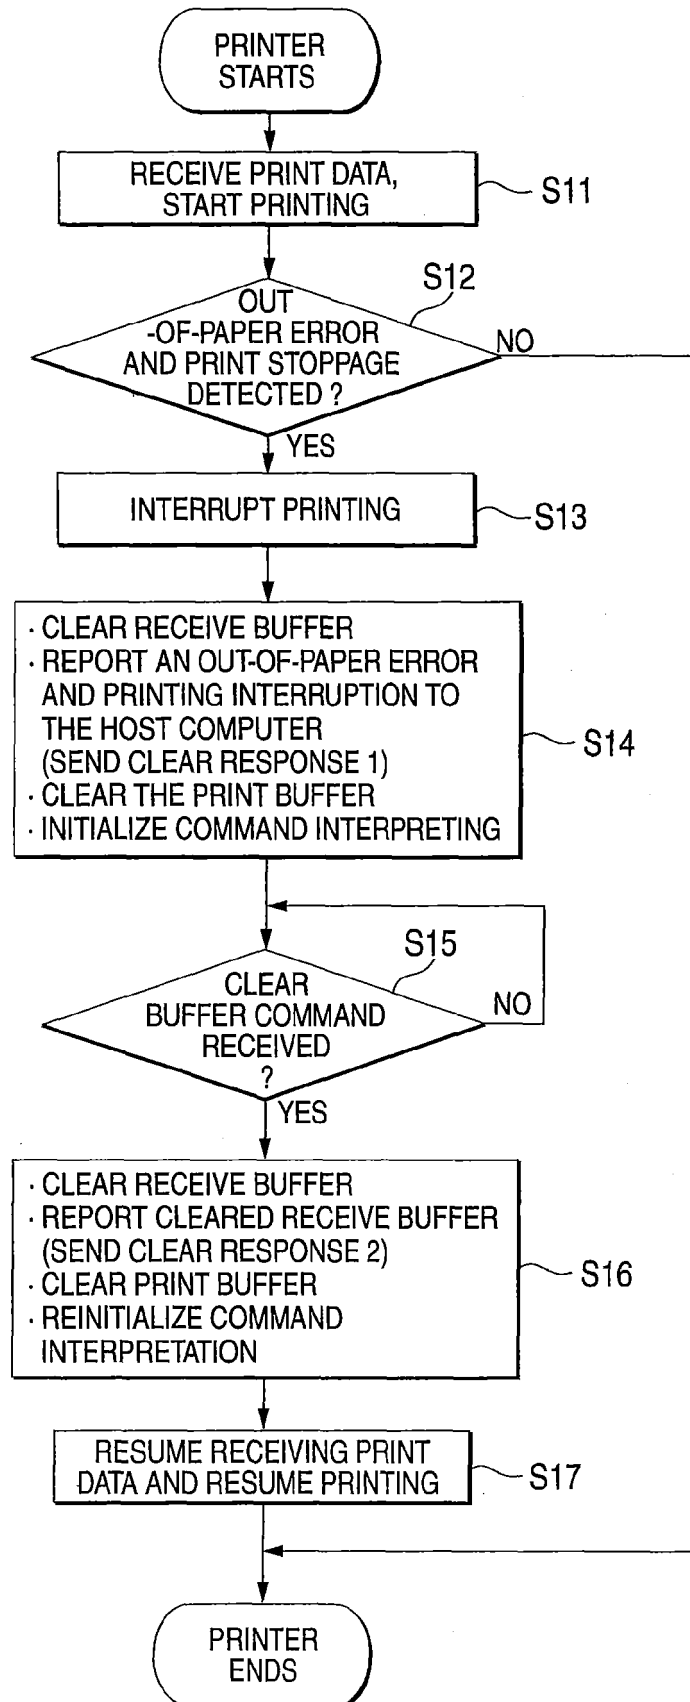 PRINTER
STARTS
RECEIVE PRINT DATA,
START PRINTING
S11
S12
OUT
-OF-PAPER ERROR
AND PRINT STOPPAGE
DETECTED ?
NO
YES
INTERRUPT PRINTING
S13
· CLEAR RECEIVE BUFFER
· REPORT AN OUT-OF-PAPER ERROR
AND PRINTING INTERRUPTION TO
THE HOST COMPUTER
(SEND CLEAR RESPONSE 1)
· CLEAR THE PRINT BUFFER
· INITIALIZE COMMAND INTERPRETING
S14
S15
CLEAR
BUFFER COMMAND
RECEIVED
?
NO
YES
· CLEAR RECEIVE BUFFER
· REPORT CLEARED RECEIVE BUFFER
(SEND CLEAR RESPONSE 2)
· CLEAR PRINT BUFFER
· REINITIALIZE COMMAND
INTERPRETATION
S16
RESUME RECEIVING PRINT
DATA AND RESUME PRINTING
S17
PRINTER
ENDS